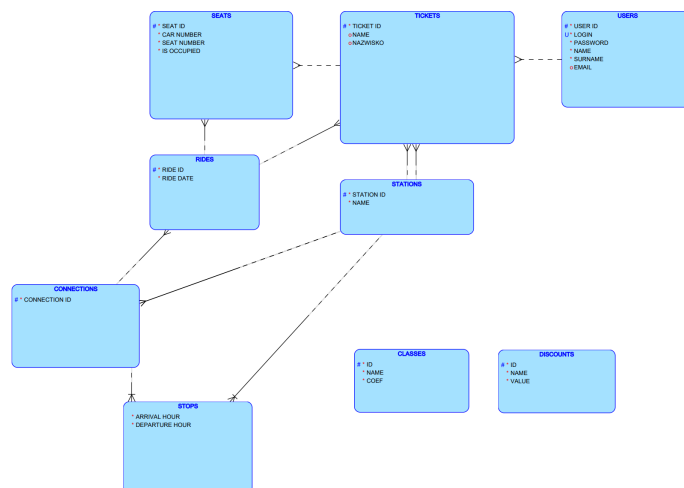 SEATS
# * SEAT ID
* CAR NUMBER
* SEAT NUMBER
* IS OCCUPIED
TICKETS
# * TICKET ID
o NAME
o NAZWISKO
USERS
# * USER ID
U * LOGIN
* PASSWORD
* NAME
* SURNAME
o EMAIL
RIDES
# * RIDE ID
* RIDE DATE
STATIONS
# * STATION ID
* NAME
CONNECTIONS
# * CONNECTION ID
CLASSES
# * ID
* NAME
* COEF
DISCOUNTS
# * ID
* NAME
* VALUE
STOPS
* ARRIVAL HOUR
* DEPARTURE HOUR